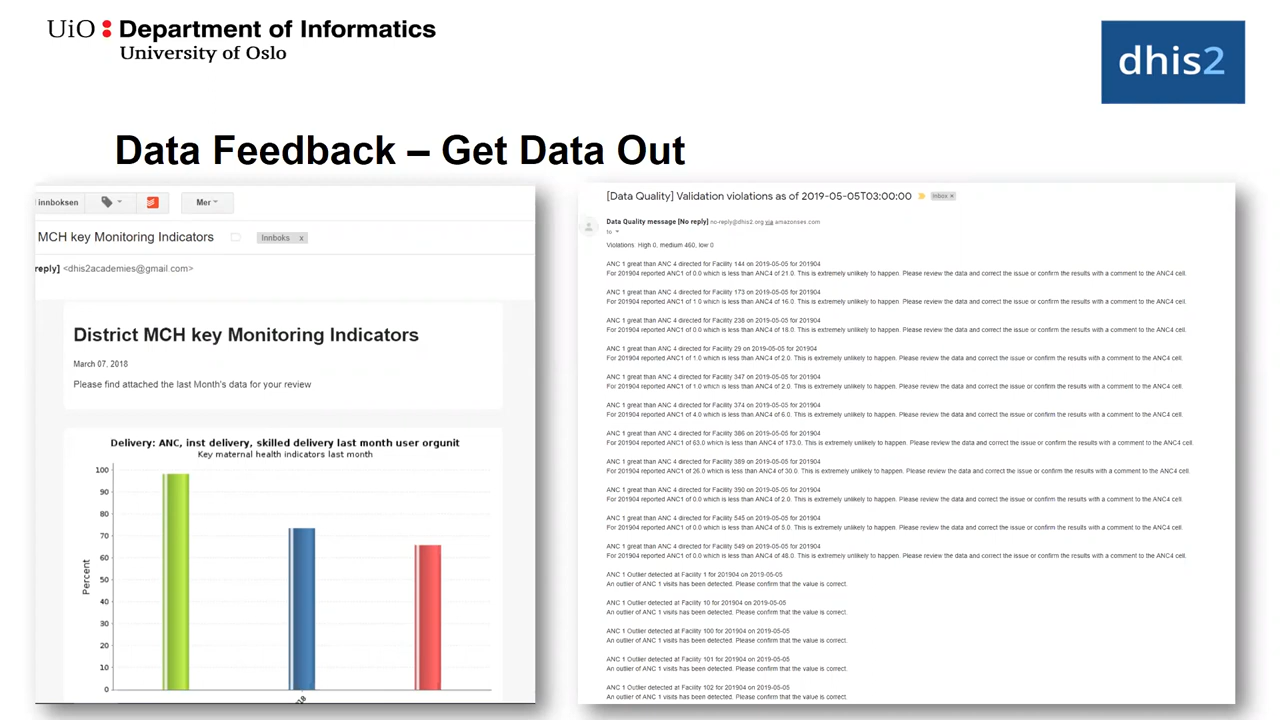 UiO Department of Informatics
University of Oslo
dhis2
Data Feedback – Get Data Out
innboksen
Mer
MCH key Monitoring Indicators
Innboks x
reply] <dhis2academies@gmail.com>
District MCH key Monitoring Indicators
March 07, 2018
Please find attached the last Month's data for your review
Delivery: ANC, inst delivery, skilled delivery last month user orgunit
Key maternal health indicators last month
Percent
100
90
80
70
60
50
40
30
20
10
0
[Data Quality] Validation violations as of 2019-05-05T03:00:00 Inbox x
Data Quality message [No reply] no-reply@dhis2.org via amazonses.com
to
Violations: High 0, medium 460, low 0
ANC 1 great than ANC 4 directed for Facility 144 on 2019-05-05 for 201904
For 201904 reported ANC1 of 0.0 which is less than ANC4 of 21.0. This is extremely unlikely to happen. Please review the data and correct the issue or confirm the results with a comment to the ANC4 cell.
ANC 1 great than ANC 4 directed for Facility 173 on 2019-05-05 for 201904
For 201904 reported ANC1 of 1.0 which is less than ANC4 of 16.0. This is extremely unlikely to happen. Please review the data and correct the issue or confirm the results with a comment to the ANC4 cell.
ANC 1 great than ANC 4 directed for Facility 238 on 2019-05-05 for 201904
For 201904 reported ANC1 of 0.0 which is less than ANC4 of 18.0. This is extremely unlikely to happen. Please review the data and correct the issue or confirm the results with a comment to the ANC4 cell.
ANC 1 great than ANC 4 directed for Facility 29 on 2019-05-05 for 201904
For 201904 reported ANC1 of 1.0 which is less than ANC4 of 2.0. This is extremely unlikely to happen. Please review the data and correct the issue or confirm the results with a comment to the ANC4 cell.
ANC 1 great than ANC 4 directed for Facility 347 on 2019-05-05 for 201904
For 201904 reported ANC1 of 1.0 which is less than ANC4 of 2.0. This is extremely unlikely to happen. Please review the data and correct the issue or confirm the results with a comment to the ANC4 cell.
ANC 1 great than ANC 4 directed for Facility 374 on 2019-05-05 for 201904
For 201904 reported ANC1 of 4.0 which is less than ANC4 of 6.0. This is extremely unlikely to happen. Please review the data and correct the issue or confirm the results with a comment to the ANC4 cell.
ANC 1 great than ANC 4 directed for Facility 386 on 2019-05-05 for 201904
For 201904 reported ANC1 of 63.0 which is less than ANC4 of 173.0. This is extremely unlikely to happen. Please review the data and correct the issue or confirm the results with a comment to the ANC4 cell.
ANC 1 great than ANC 4 directed for Facility 389 on 2019-05-05 for 201904
For 201904 reported ANC1 of 26.0 which is less than ANC4 of 30.0. This is extremely unlikely to happen. Please review the data and correct the issue or confirm the results with a comment to the ANC4 cell.
ANC 1 great than ANC 4 directed for Facility 390 on 2019-05-05 for 201904
For 201904 reported ANC1 of 0.0 which is less than ANC4 of 2.0. This is extremely unlikely to happen. Please review the data and correct the issue or confirm the results with a comment to the ANC4 cell.
ANC 1 great than ANC 4 directed for Facility 545 on 2019-05-05 for 201904
For 201904 reported ANC1 of 0.0 which is less than ANC4 of 5.0. This is extremely unlikely to happen. Please review the data and correct the issue or confirm the results with a comment to the ANC4 cell.
ANC 1 great than ANC 4 directed for Facility 549 on 2019-05-05 for 201904
For 201904 reported ANC1 of 0.0 which is less than ANC4 of 48.0. This is extremely unlikely to happen. Please review the data and correct the issue or confirm the results with a comment to the ANC4 cell.
ANC 1 Outlier detected at Facility 1 for 201904 on 2019-05-05
An outlier of ANC 1 visits has been detected. Please confirm that the value is correct.
ANC 1 Outlier detected at Facility 10 for 201904 on 2019-05-05
An outlier of ANC 1 visits has been detected. Please confirm that the value is correct.
ANC 1 Outlier detected at Facility 100 for 201904 on 2019-05-05
An outlier of ANC 1 visits has been detected. Please confirm that the value is correct.
ANC 1 Outlier detected at Facility 101 for 201904 on 2019-05-05
An outlier of ANC 1 visits has been detected. Please confirm that the value is correct.
ANC 1 Outlier detected at Facility 102 for 201904 on 2019-05-05
An outlier of ANC 1 visits has been detected. Please confirm that the value is correct.